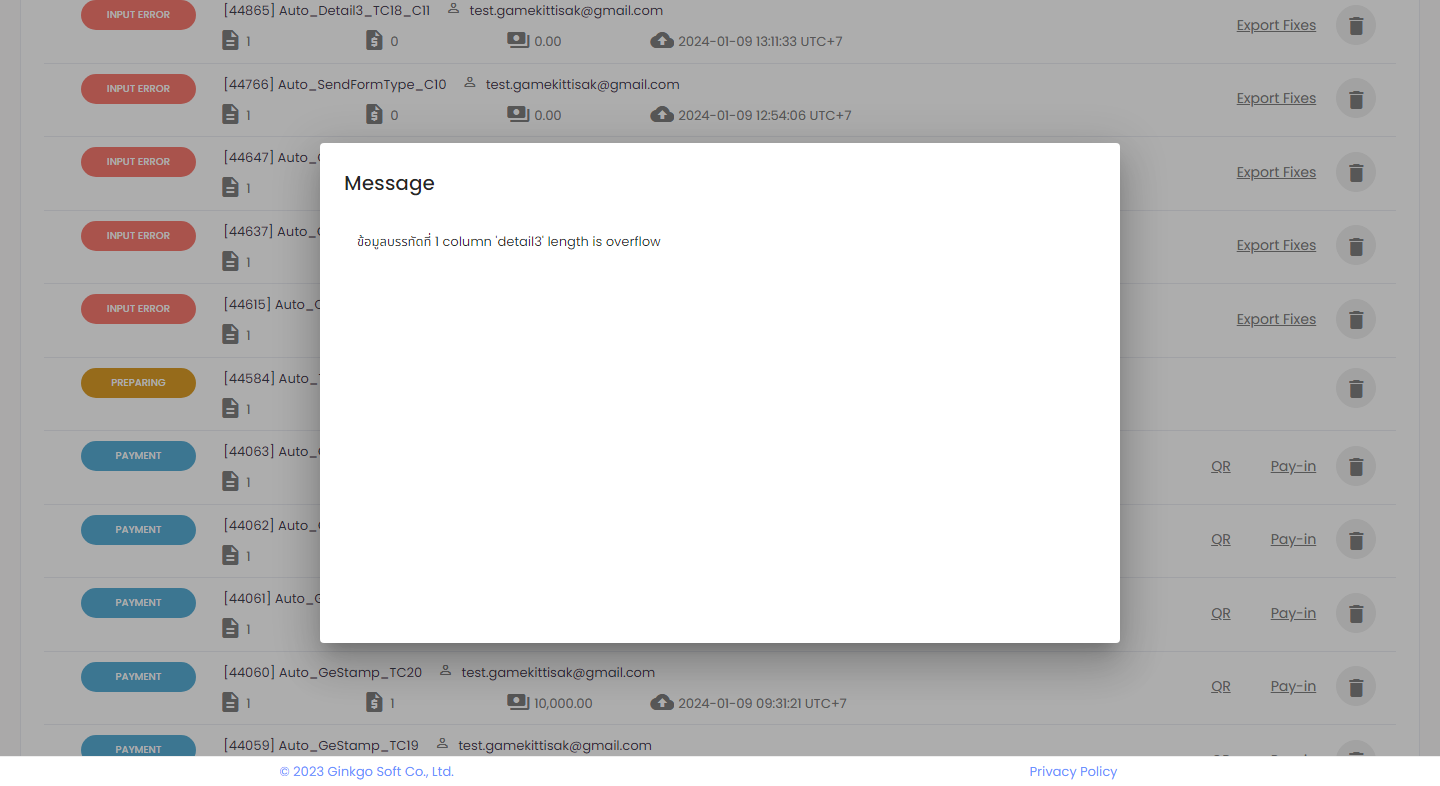 INPUT ERROR [44865] Auto_Detail3_TC18_C11 test.gamekittisak@gmail.com
1 0 0.00 2024-01-09 13:11:33 UTC+7 Export Fixes
INPUT ERROR [44766] Auto_SendFormType_C10 test.gamekittisak@gmail.com
1 0 0.00 2024-01-09 12:54:06 UTC+7 Export Fixes
INPUT ERROR [44647] Auto_
1 Export Fixes
Message
INPUT ERROR [44637] Auto_
1 Export Fixes
ข้อมูลบรรทัดที่ 1 column 'detail3' length is overflow
INPUT ERROR [44615] Auto_
1 Export Fixes
PREPARING [44584] Auto_
1
PAYMENT [44063] Auto_
1 QR Pay-in
PAYMENT [44062] Auto_
1 QR Pay-in
PAYMENT [44061] Auto_
1 QR Pay-in
PAYMENT [44060] Auto_GeStamp_TC20 test.gamekittisak@gmail.com
1 1 10,000.00 2024-01-09 09:31:21 UTC+7 QR Pay-in
PAYMENT [44059] Auto_GeStamp_TC19 test.gamekittisak@gmail.com
© 2023 Ginkgo Soft Co., Ltd. Privacy Policy